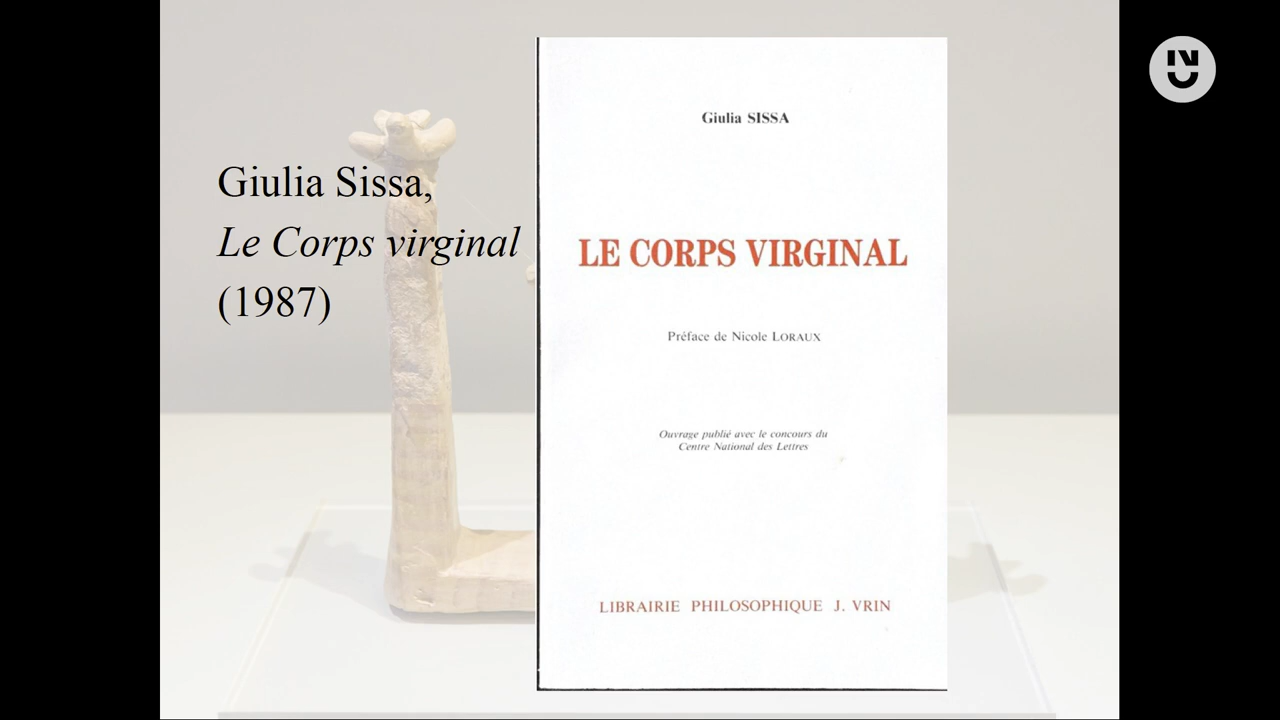 Giulia Sissa,
Le Corps virginal
(1987)
Giulia SISSA
LE CORPS VIRGINAL
Préface de Nicole LORAUX
Ouvrage publié avec le concours du
Centre National des Lettres
LIBRAIRIE PHILOSOPHIQUE J. VRIN